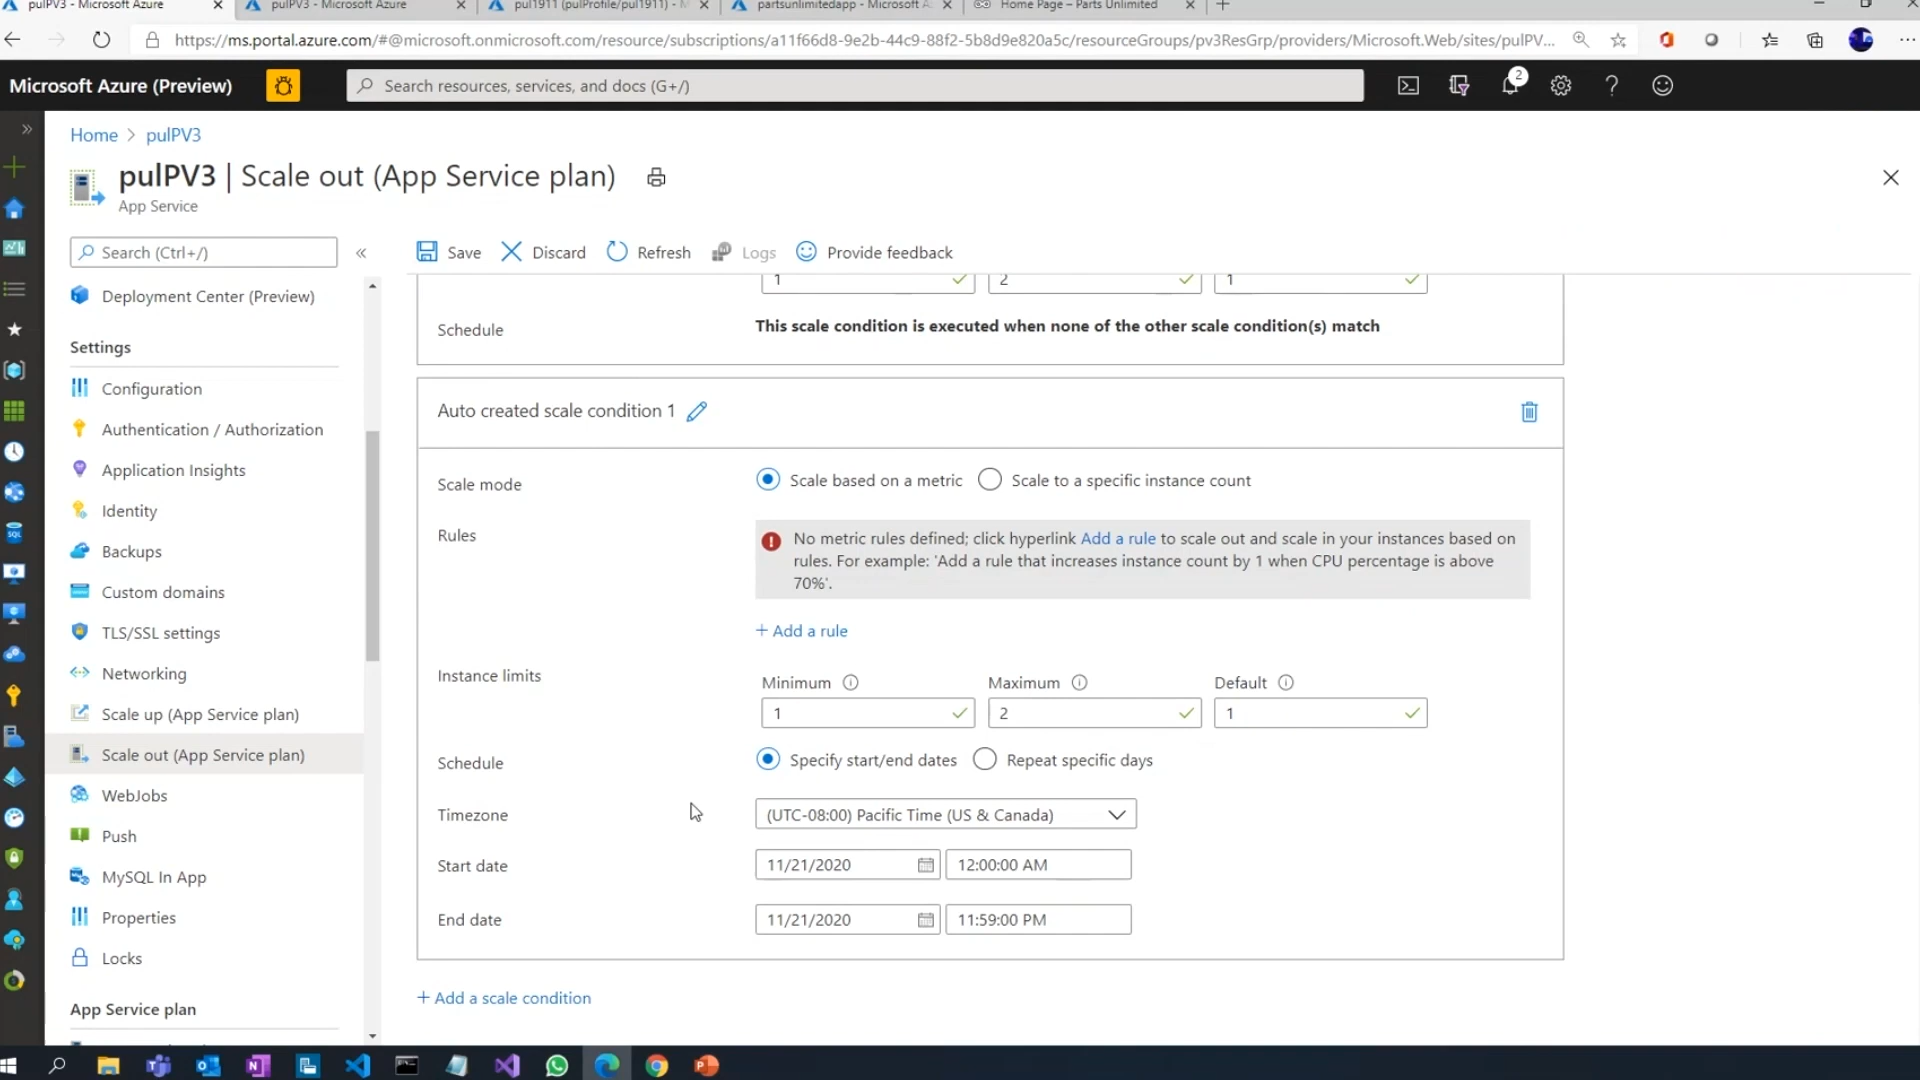 pulPV3 - Microsoft Azure
pulPV3 - Microsoft Azure
pul1911 (pulProfile/pul1911) - M
partsunlimitedapp - Microsoft A
Home Page – Parts Unlimited
https://ms.portal.azure.com/#@microsoft.onmicrosoft.com/resource/subscriptions/a11f66d8-9e2b-44c9-88f2-5b8d9e820a5c/resourceGroups/pv3ResGrp/providers/Microsoft.Web/sites/pulPV...
Microsoft Azure (Preview)
Search resources, services, and docs (G+/)
2
Home > pulPV3
pulPV3 | Scale out (App Service plan)
App Service
Search (Ctrl+/)
Save
Discard
Refresh
Logs
Provide feedback
Deployment Center (Preview)
Settings
Configuration
Authentication / Authorization
Application Insights
Identity
Backups
Custom domains
TLS/SSL settings
Networking
Scale up (App Service plan)
Scale out (App Service plan)
WebJobs
Push
MySQL In App
Properties
Locks
App Service plan
1
2
1
Schedule
This scale condition is executed when none of the other scale condition(s) match
Auto created scale condition 1
Scale mode
Scale based on a metric
Scale to a specific instance count
Rules
No metric rules defined; click hyperlink Add a rule to scale out and scale in your instances based on
rules. For example: 'Add a rule that increases instance count by 1 when CPU percentage is above
70%'.
+ Add a rule
Instance limits
Minimum
Maximum
Default
1
2
1
Schedule
Specify start/end dates
Repeat specific days
Timezone
(UTC-08:00) Pacific Time (US & Canada)
Start date
11/21/2020
12:00:00 AM
End date
11/21/2020
11:59:00 PM
+ Add a scale condition